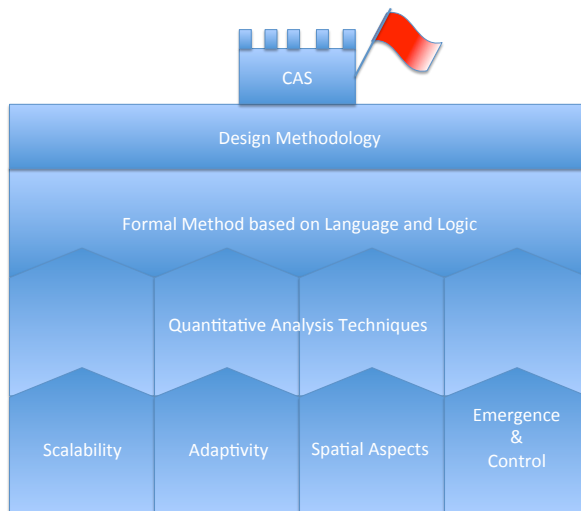 CAS
Design Methodology
Formal Method based on Language and Logic
Quantitative Analysis Techniques
Scalability
Adaptivity
Spatial Aspects
Emergence
&
Control